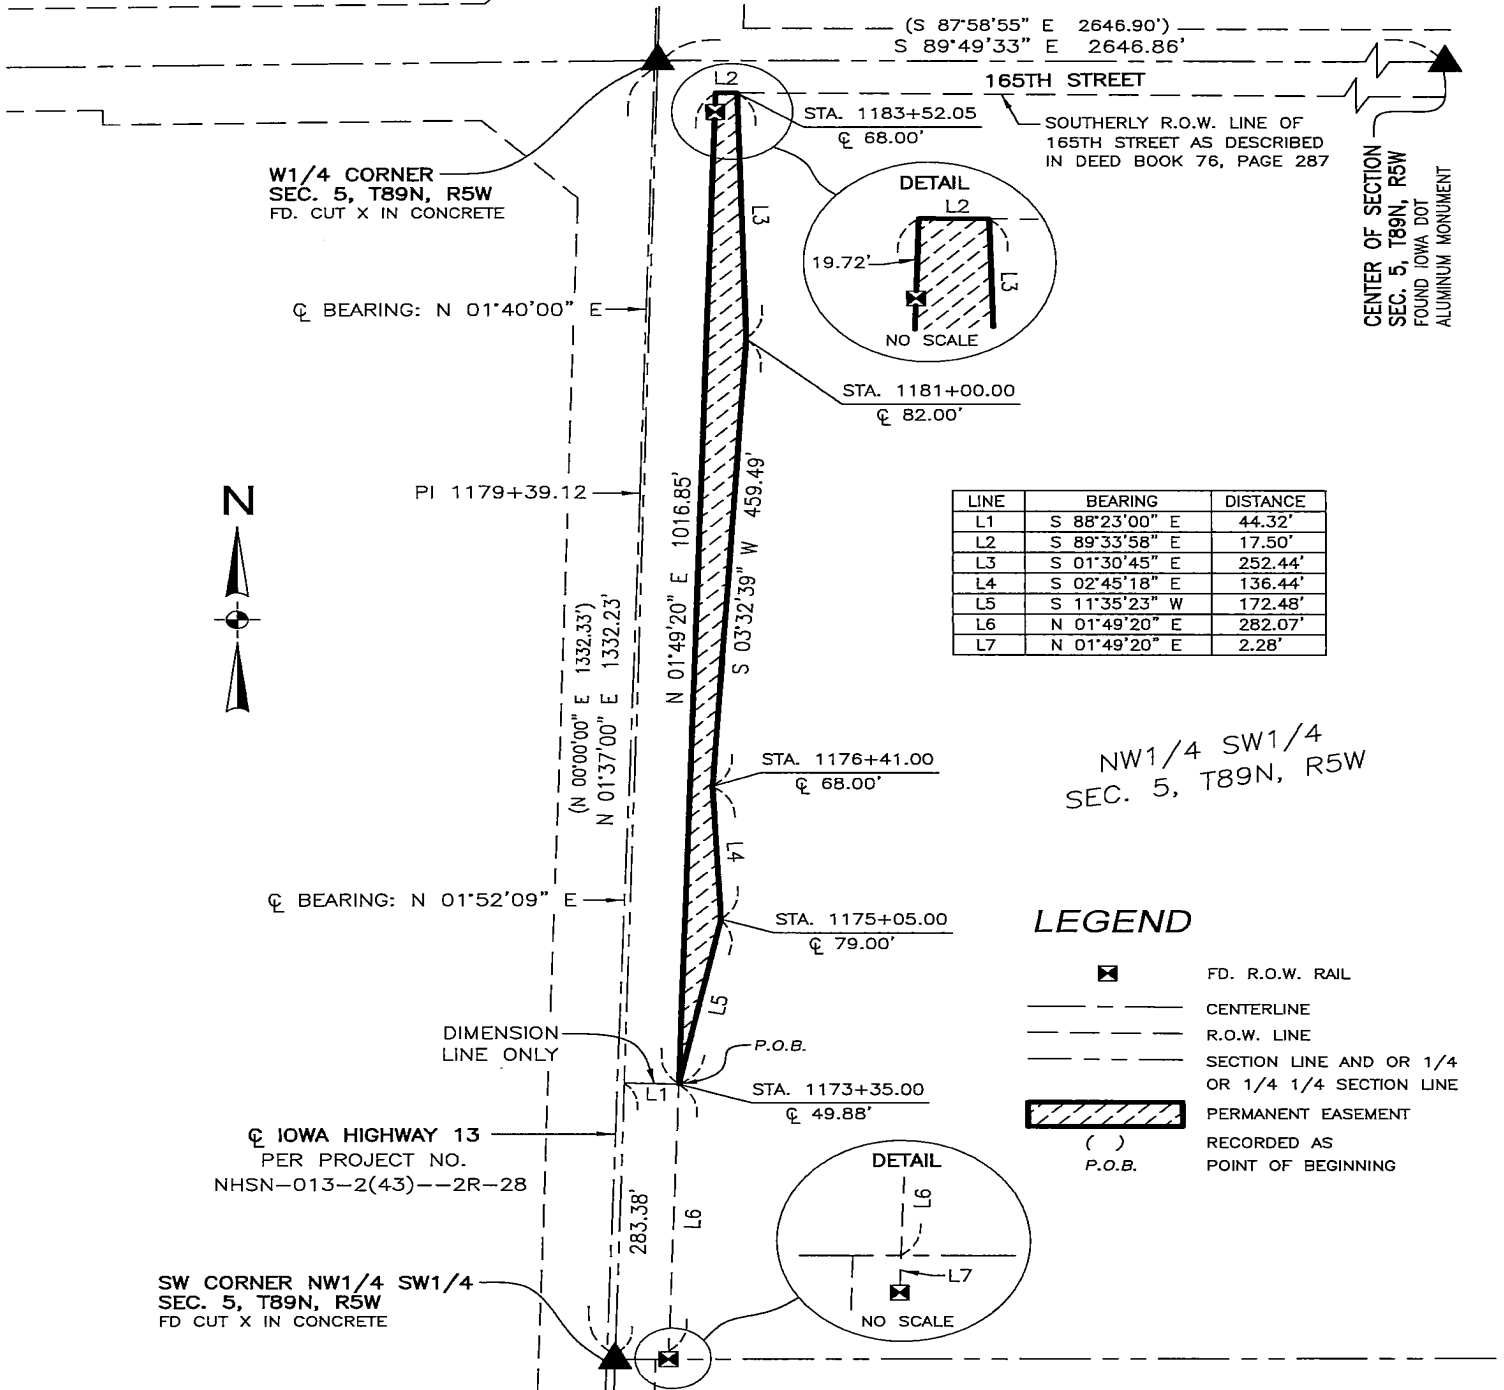 (S 87°58'55" E 2646.90')
S 89°49'33" E 2646.86'
165TH STREET
L2
STA. 1183+52.05
℄ 68.00'
SOUTHERLY R.O.W. LINE OF
165TH STREET AS DESCRIBED
IN DEED BOOK 76, PAGE 287
CENTER OF SECTION
SEC. 5, T89N, R5W
FOUND IOWA DOT
ALUMINUM MONUMENT
W1/4 CORNER
SEC. 5, T89N, R5W
FD. CUT X IN CONCRETE
DETAIL
L2
19.72'
L3
NO SCALE
L3
℄ BEARING: N 01°40'00" E
STA. 1181+00.00
℄ 82.00'
PI 1179+39.12
N
N 01°49'20" E 1016.85'
S 03°32'39" W 459.49'
(N 00°00'00" E 1332.33')
N 01°37'00" E 1332.23'
LINE BEARING DISTANCE
L1 S 88°23'00" E 44.32'
L2 S 89°33'58" E 17.50'
L3 S 01°30'45" E 252.44'
L4 S 02°45'18" E 136.44'
L5 S 11°35'23" W 172.48'
L6 N 01°49'20" E 282.07'
L7 N 01°49'20" E 2.28'
NW1/4 SW1/4
SEC. 5, T89N, R5W
STA. 1176+41.00
℄ 68.00'
L4
℄ BEARING: N 01°52'09" E
STA. 1175+05.00
℄ 79.00'
L5
DIMENSION
LINE ONLY
P.O.B.
L1
STA. 1173+35.00
℄ 49.88'
LEGEND
FD. R.O.W. RAIL
CENTERLINE
R.O.W. LINE
SECTION LINE AND OR 1/4
OR 1/4 1/4 SECTION LINE
PERMANENT EASEMENT
( ) RECORDED AS
P.O.B. POINT OF BEGINNING
℄ IOWA HIGHWAY 13
PER PROJECT NO.
NHSN-013-2(43)--2R-28
283.38'
L6
DETAIL
L6
L7
NO SCALE
SW CORNER NW1/4 SW1/4
SEC. 5, T89N, R5W
FD CUT X IN CONCRETE